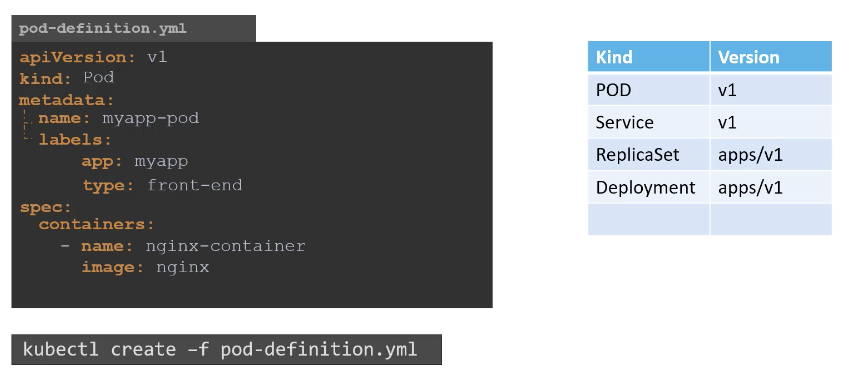 pod-definition.yml
apiVersion: v1
kind: Pod
metadata:
name: myapp-pod
labels:
app: myapp
type: front-end
spec:
containers:
- name: nginx-container
image: nginx
kubectl create –f pod-definition.yml
Kind Version
POD v1
Service v1
ReplicaSet apps/v1
Deployment apps/v1